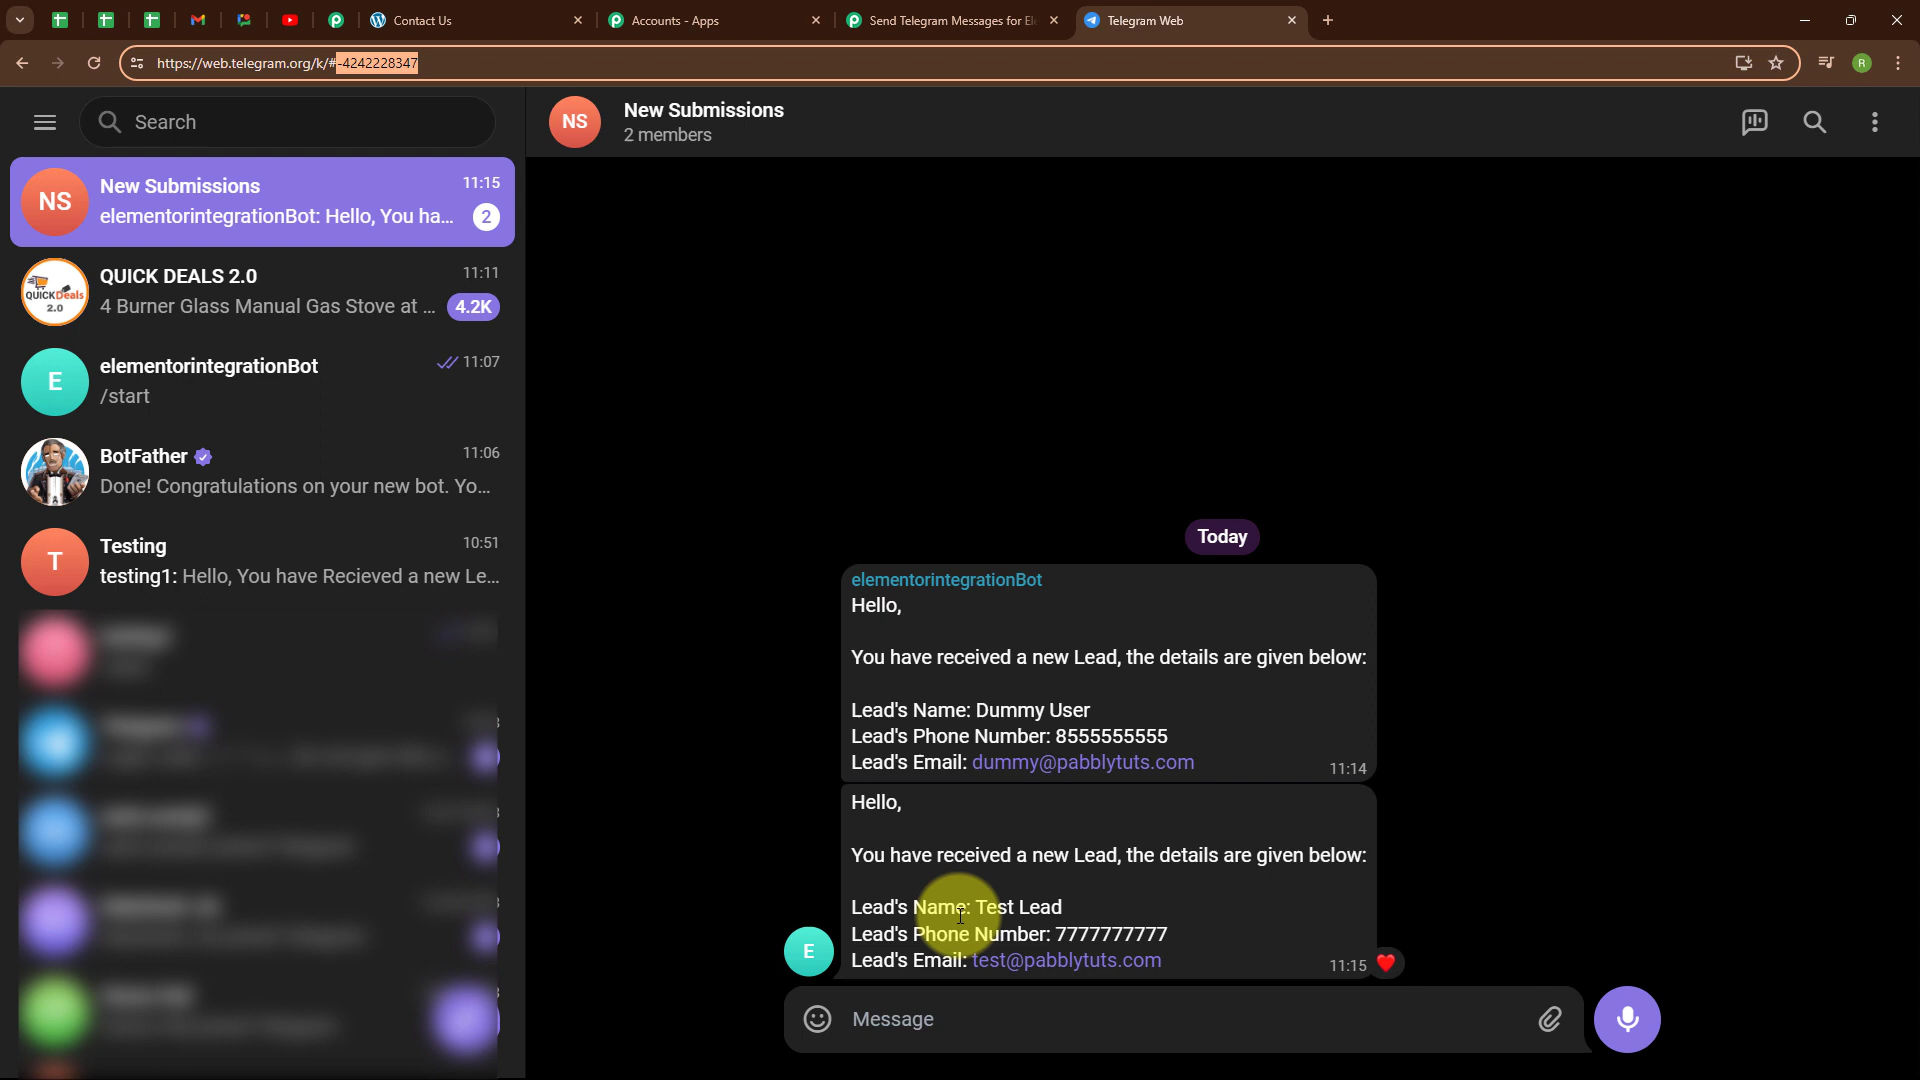 Contact Us
Accounts - Apps
Send Telegram Messages for El
Telegram Web
https://web.telegram.org/k/#-4242228347
R
Search
NS
New Submissions
2 members
NS
New Submissions
11:15
elementorintegrationBot: Hello, You ha...
2
QUICK Deals
2.0
QUICK DEALS 2.0
11:11
4 Burner Glass Manual Gas Stove at ...
4.2K
E
elementorintegrationBot
11:07
/start
BotFather
11:06
Done! Congratulations on your new bot. Yo...
T
Testing
10:51
testing1: Hello, You have Recieved a new Le...
Today
elementorintegrationBot
Hello,
You have received a new Lead, the details are given below:
Lead's Name: Dummy User
Lead's Phone Number: 8555555555
Lead's Email: dummy@pabblytuts.com
11:14
Hello,
You have received a new Lead, the details are given below:
Lead's Name: Test Lead
Lead's Phone Number: 7777777777
Lead's Email: test@pabblytuts.com
11:15
E
Message